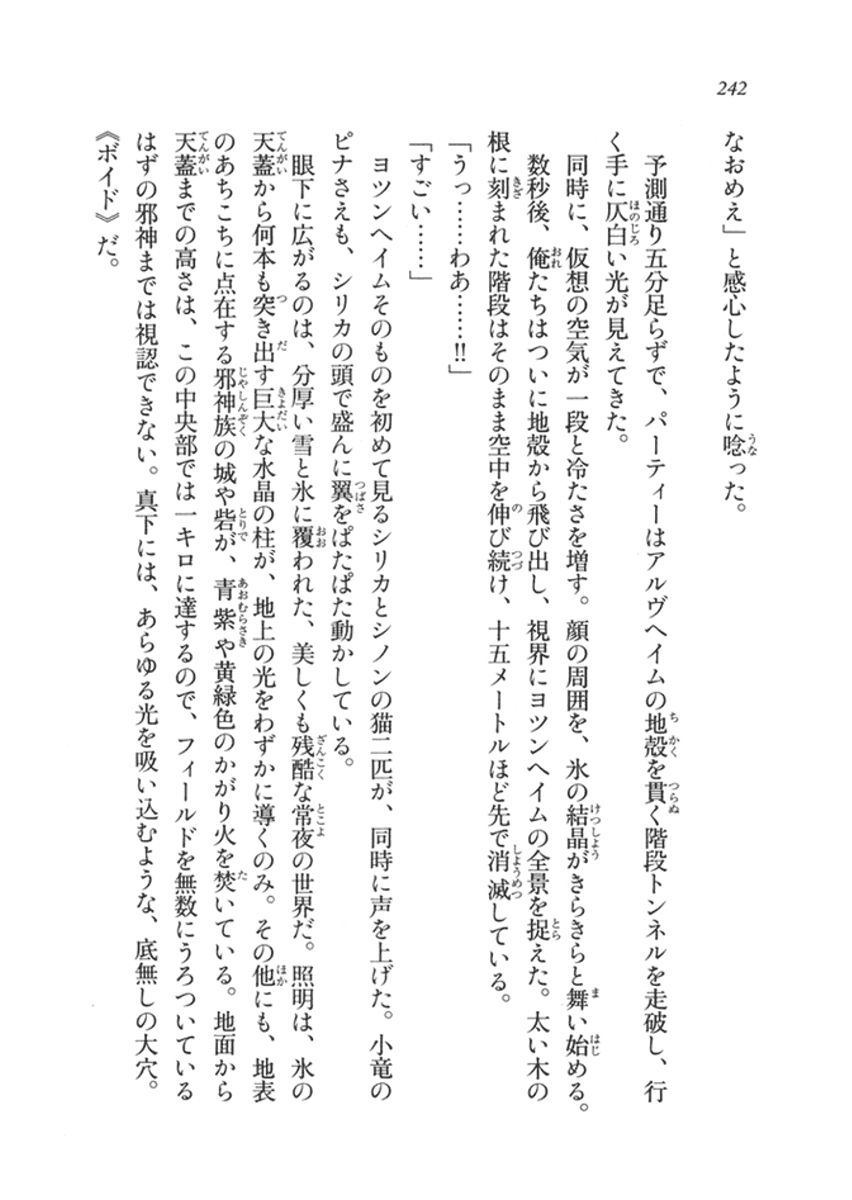 242
なおめえ」と感心したように唸った。
予測通り五分足らずで、パーティーはアルヴヘイムの地殻を貫く階段トンネルを走破し、行
く手に仄白い光が見えてきた。
同時に、仮想の空気が一段と冷たさを増す。顔の周囲を、氷の結晶がきらきらと舞い始める。
数秒後、俺たちはついに地殻から飛び出し、視界にヨツンヘイムの全景を捉えた。太い木の
根に刻まれた階段はそのまま空中を伸び続け、十五メートルほど先で消滅している。
「うっ……わあ……!!」
「すごい……」
ヨツンヘイムそのものを初めて見るシリカとシノンの猫二匹が、同時に声を上げた。小竜の
ピナさえも、シリカの頭で盛んに翼をぱたぱた動かしている。
眼下に広がるのは、分厚い雪と氷に覆われた、美しくも残酷な常夜の世界だ。照明は、氷の
天蓋から何本も突き出す巨大な水晶の柱が、地上の光をわずかに導くのみ。その他にも、地表
のあちこちに点在する邪神族の城や砦が、青紫や黄緑色のかがり火を焚いている。地面から
天蓋までの高さは、この中央部では一キロに達するので、フィールドを無数にうろついている
はずの邪神までは視認できない。真下には、あらゆる光を吸い込むような、底無しの大穴。
《ボイド》だ。